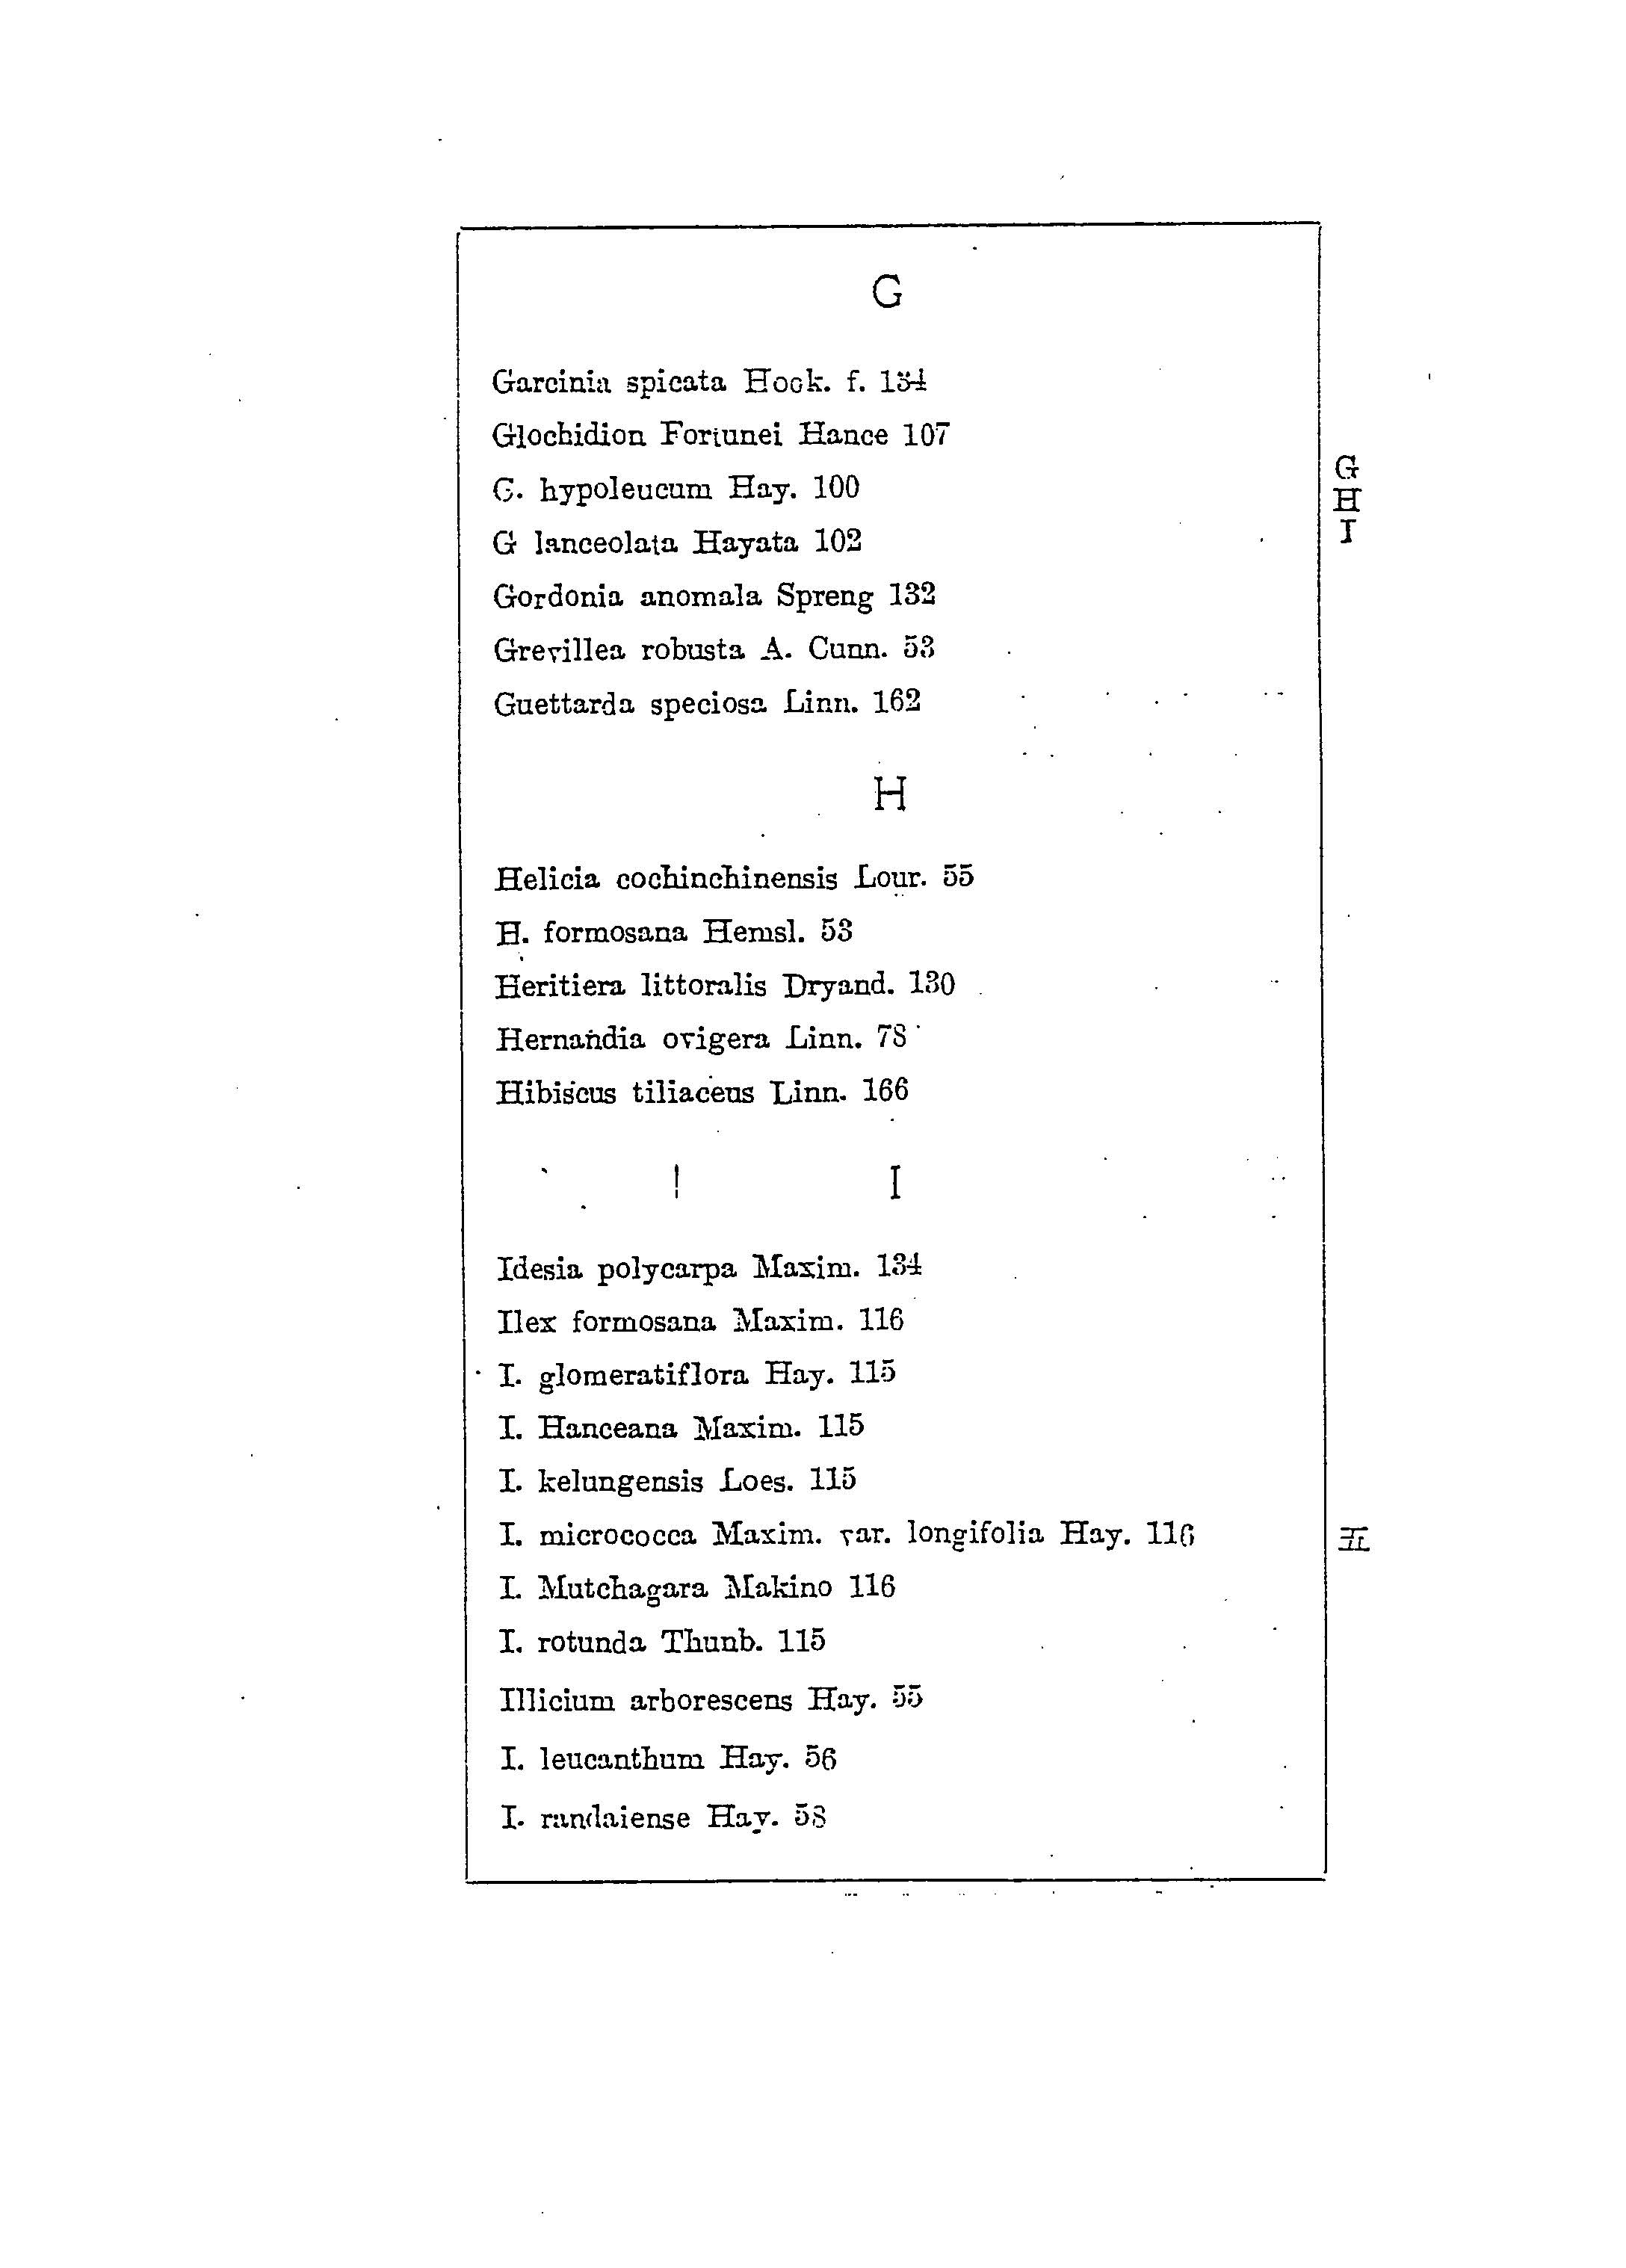 G
Garcinia spicata Hook. f. 134
Glochidion Fortunei Hance 107
G. hypoleucum Hay. 100
G lanceolata Hayata 102
Gordonia anomala Spreng 132
Grevillea robusta A. Cunn. 53
Guettarda speciosa Linn. 162
H
Helicia cochinchinensis Lour. 55
H. formosana Hemsl. 53
Heritiera littoralis Dryand. 130
Hernandia ovigera Linn. 78
Hibiscus tiliaceus Linn. 166
I
Idesia polycarpa Maxim. 134
Ilex formosana Maxim. 116
I. glomeratiflora Hay. 115
I. Hanceana Maxim. 115
I. kelungensis Loes. 115
I. micrococca Maxim. var. longifolia Hay. 116
I. Mutchagara Makino 116
I. rotunda Thunb. 115
Illicium arborescens Hay. 55
I. leucanthum Hay. 56
I. randaiense Hay. 58
G
H
I
五